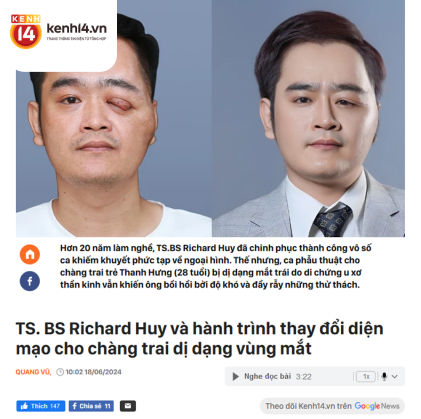 KENH
14
kenh14.vn
TRANG THÔNG TIN ĐIỆN TỬ TỔNG HỢP
Hơn 20 năm làm nghề, TS.BS Richard Huy đã chinh phục thành công vô số
ca khiếm khuyết phức tạp về ngoại hình. Thế nhưng, ca phẫu thuật cho
chàng trai trẻ Thanh Hưng (28 tuổi) bị dị dạng mắt trái do di chứng u xơ
thần kinh vẫn khiến ông bồi hồi bởi độ khó và đầy rẫy những thử thách.
TS. BS Richard Huy và hành trình thay đổi diện
mạo cho chàng trai dị dạng vùng mắt
QUANG VŨ, 10:02 18/06/2024
Nghe đọc bài 3:22 1x
Thích 147 Chia sẻ 11
Theo dõi Kenh14.vn trên Google News